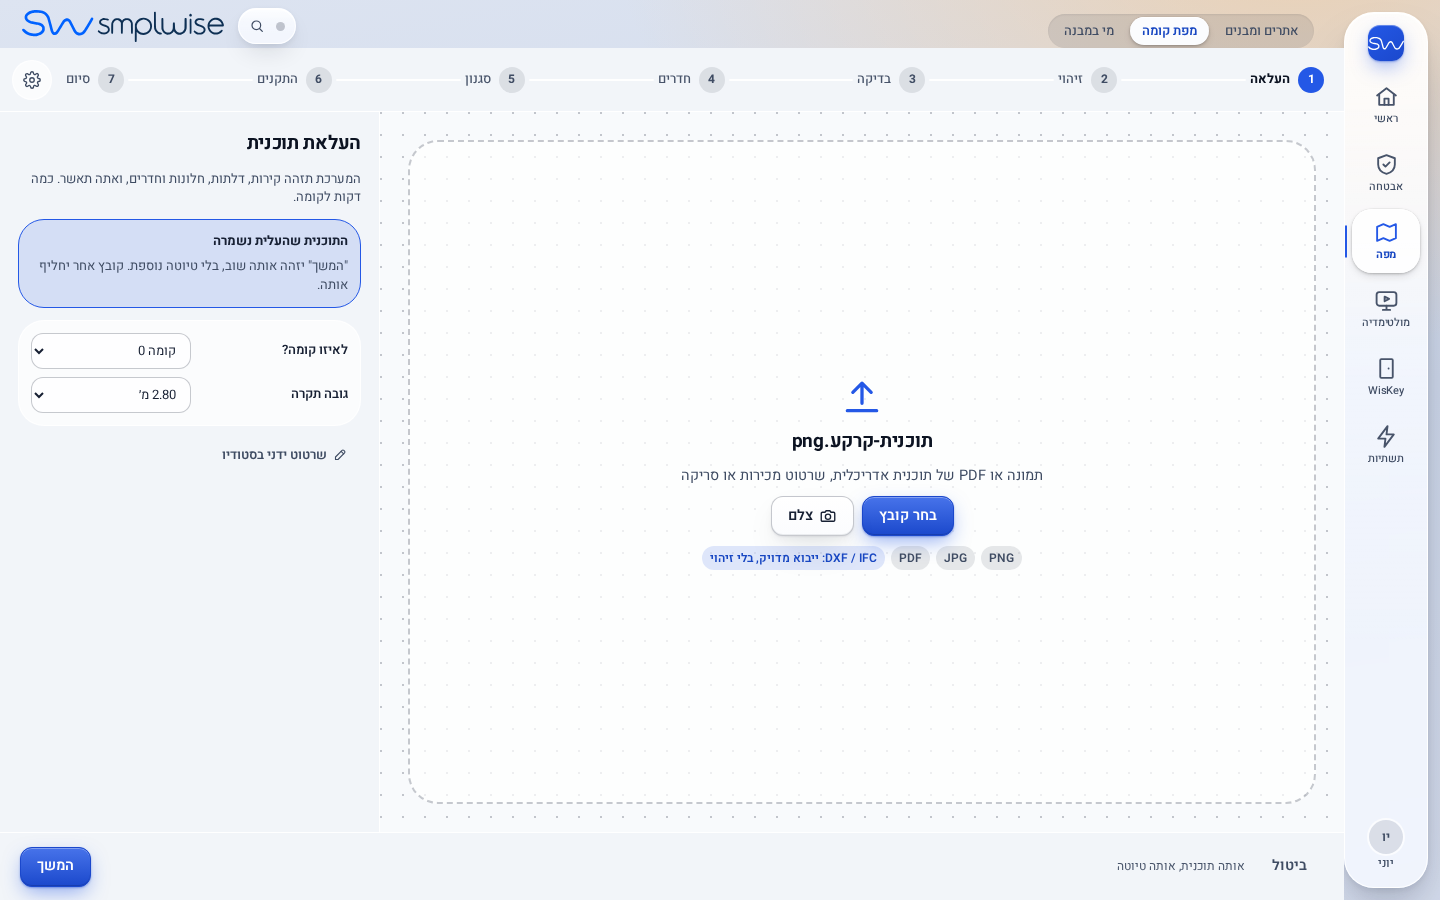 smplwise
אתרים ומבנים
מפת קומה
מי במבנה
1 העלאה
2 זיהוי
3 בדיקה
4 חדרים
5 סגנון
6 התקנים
7 סיום
SW
ראשי
אבטחה
מפה
מולטימדיה
WisKey
תשתיות
יו
יוני
תוכנית-קרקע.png
תמונה או PDF של תוכנית אדריכלית, שרטוט מכירות או סריקה
בחר קובץ
צלם
PNG
JPG
PDF
DXF / IFC: ייבוא מדויק, בלי זיהוי
העלאת תוכנית
המערכת תזהה קירות, דלתות, חלונות וחדרים, ואתה תאשר. כמה
דקות לקומה.
התוכנית שהעלית נשמרה
"המשך" יזהה אותה שוב, בלי טיוטה נוספת. קובץ אחר יחליף
אותה.
לאיזו קומה?
קומה 0
גובה תקרה
2.80 מ'
שרטוט ידני בסטודיו
ביטול
אותה תוכנית, אותה טיוטה
המשך